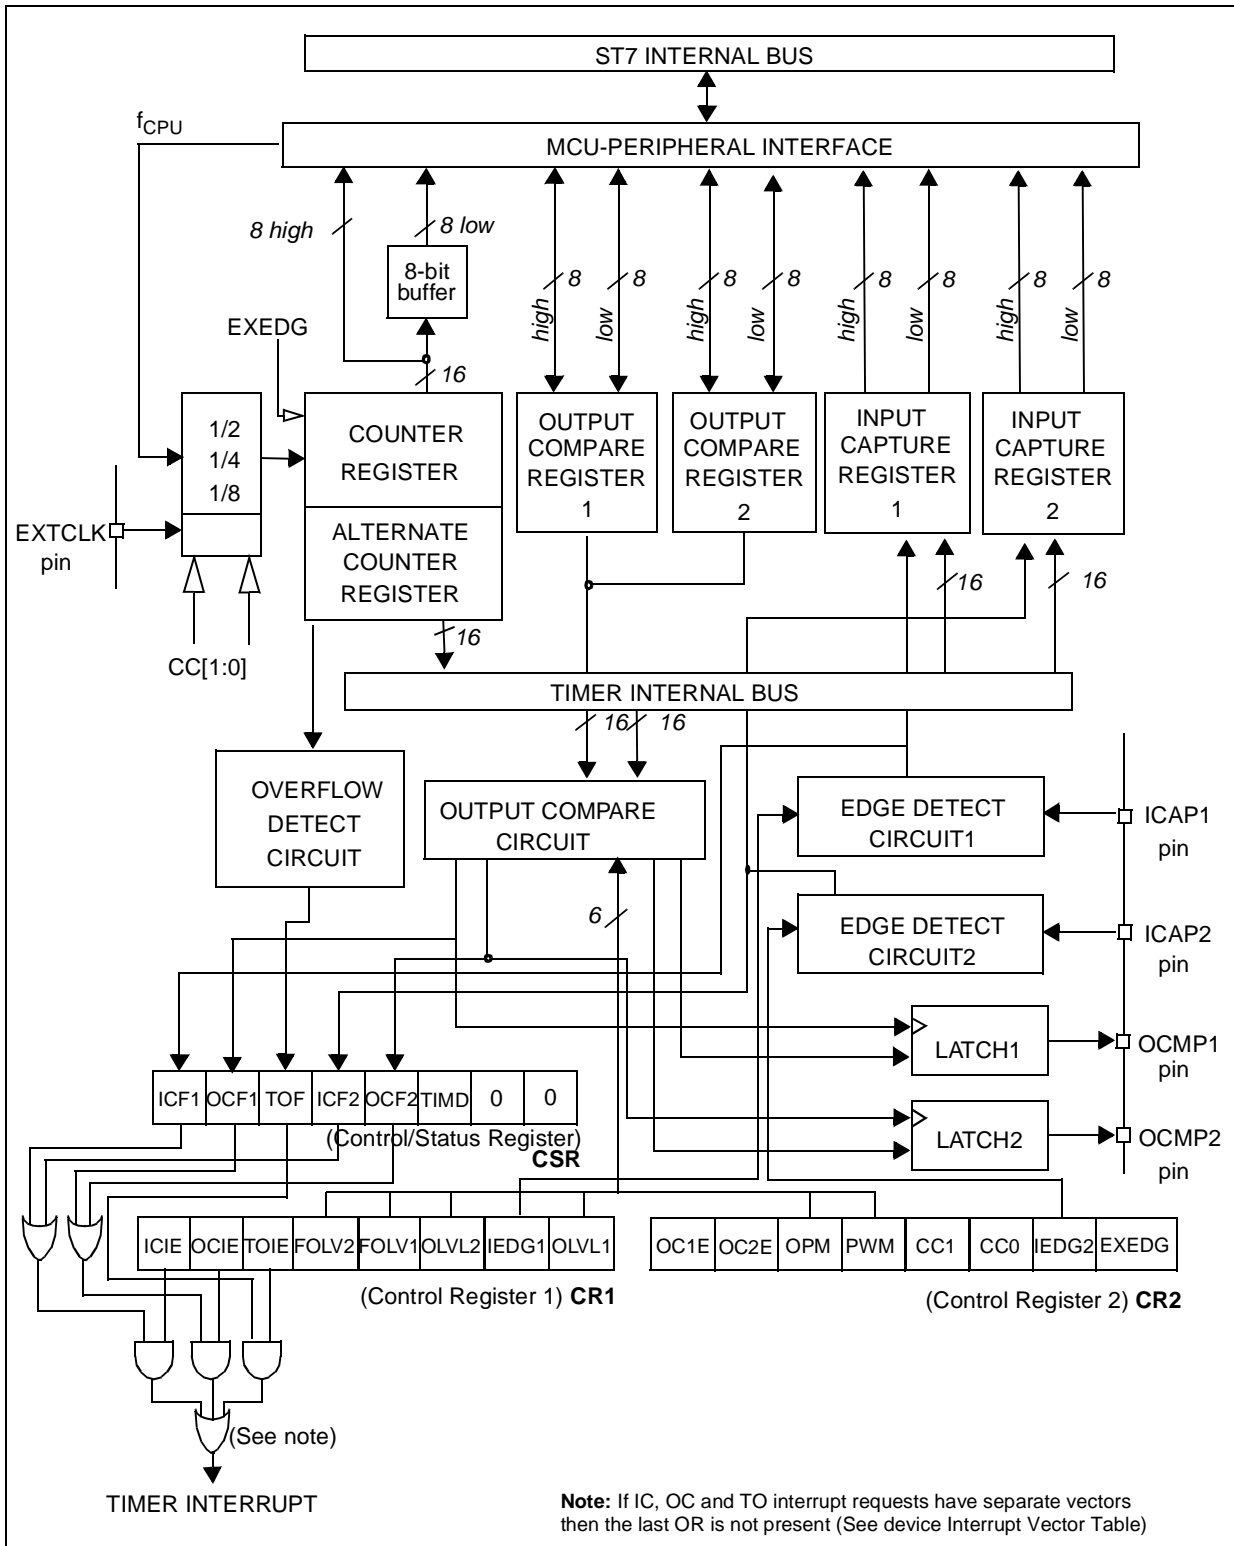 ST7 INTERNAL BUS
fCPU
MCU-PERIPHERAL INTERFACE
8 high
8 low
8-bit
buffer
8
8
8
8
8
8
8
8
high
low
high
low
high
low
high
low
EXEDG
16
1/2
1/4
1/8
COUNTER
REGISTER
OUTPUT
COMPARE
REGISTER
1
OUTPUT
COMPARE
REGISTER
2
INPUT
CAPTURE
REGISTER
1
INPUT
CAPTURE
REGISTER
2
EXTCLK
pin
ALTERNATE
COUNTER
REGISTER
16
16
16
CC[1:0]
TIMER INTERNAL BUS
16
16
OVERFLOW
DETECT
CIRCUIT
OUTPUT COMPARE
CIRCUIT
EDGE DETECT
CIRCUIT1
ICAP1
pin
6
EDGE DETECT
CIRCUIT2
ICAP2
pin
LATCH1
OCMP1
pin
ICF1 OCF1 TOF ICF2 OCF2 TIMD 0 0
(Control/Status Register)
CSR
LATCH2
OCMP2
pin
ICIE OCIE TOIE FOLV2 FOLV1 OLVL2 IEDG1 OLVL1
OC1E OC2E OPM PWM CC1 CC0 IEDG2 EXEDG
(Control Register 1) CR1
(Control Register 2) CR2
(See note)
TIMER INTERRUPT
Note: If IC, OC and TO interrupt requests have separate vectors
then the last OR is not present (See device Interrupt Vector Table)